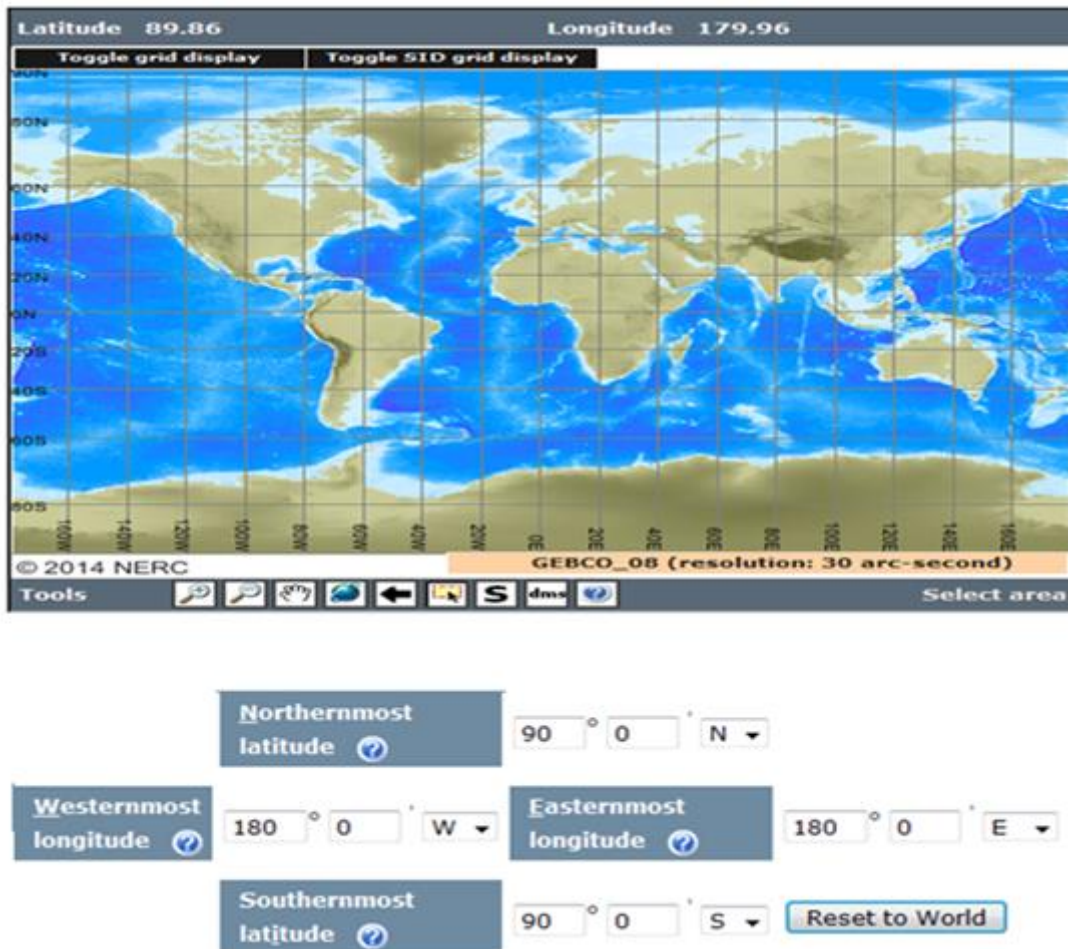 Latitude 89.86 Longitude 179.96
Toggle grid display Toggle SID grid display
90N
80N
60N
40N
20N
0N
20S
40S
60S
80S
160W 140W 120W 100W 80W 60W 40W 20W 0E 20E 40E 60E 80E 100E 120E 140E 160E
© 2014 NERC GEBCO_08 (resolution: 30 arc-second)
Tools S dms ? Select area
Northernmost
latitude ? 90 ° 0 ' N
Westernmost Easternmost
longitude ? 180 ° 0 ' W longitude ? 180 ° 0 ' E
Southernmost
latitude ? 90 ° 0 ' S Reset to World